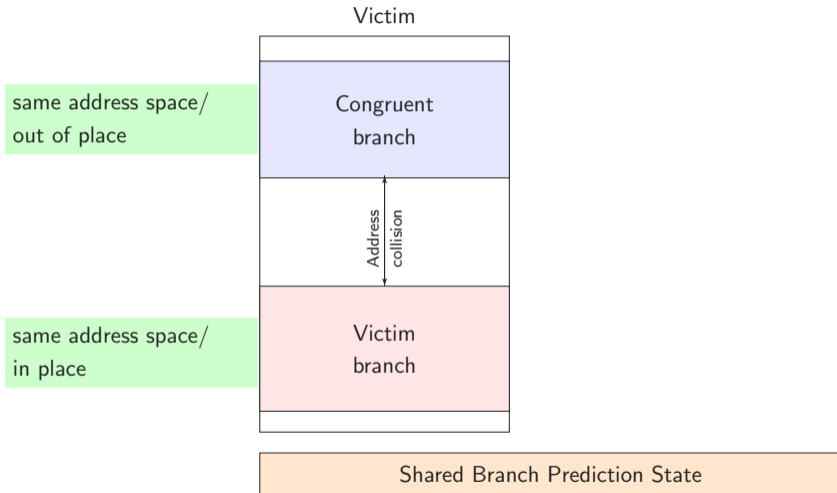 Victim
same address space/
out of place
Congruent
branch
Address
collision
same address space/
in place
Victim
branch
Shared Branch Prediction State